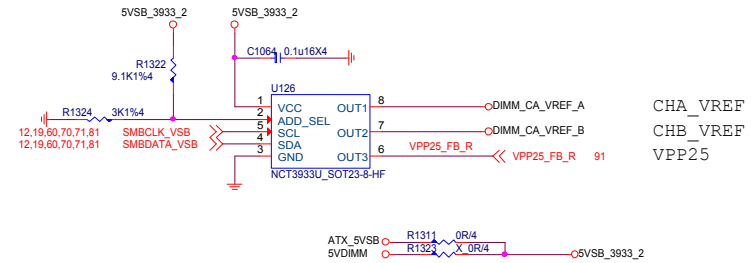 5VSB_3933_2 5VSB_3933_2
C1064 0.1u16X4
R1322
9.1K1%4
U126
R1324 3K1%4
1 VCC OUT1 8 DIMM_CA_VREF_A CHA_VREF
2 ADD_SEL
12,19,60,70,71,81 SMBCLK_VSB 5 SCL OUT2 7 DIMM_CA_VREF_B CHB_VREF
12,19,60,70,71,81 SMBDATA_VSB 4 SDA
3 GND OUT3 6 VPP25_FB_R VPP25_FB_R 91 VPP25
NCT3933U_SOT23-8-HF
ATX_5VSB R1311 0R/4
5VDIMM R1323 X_0R/4 5VSB_3933_2